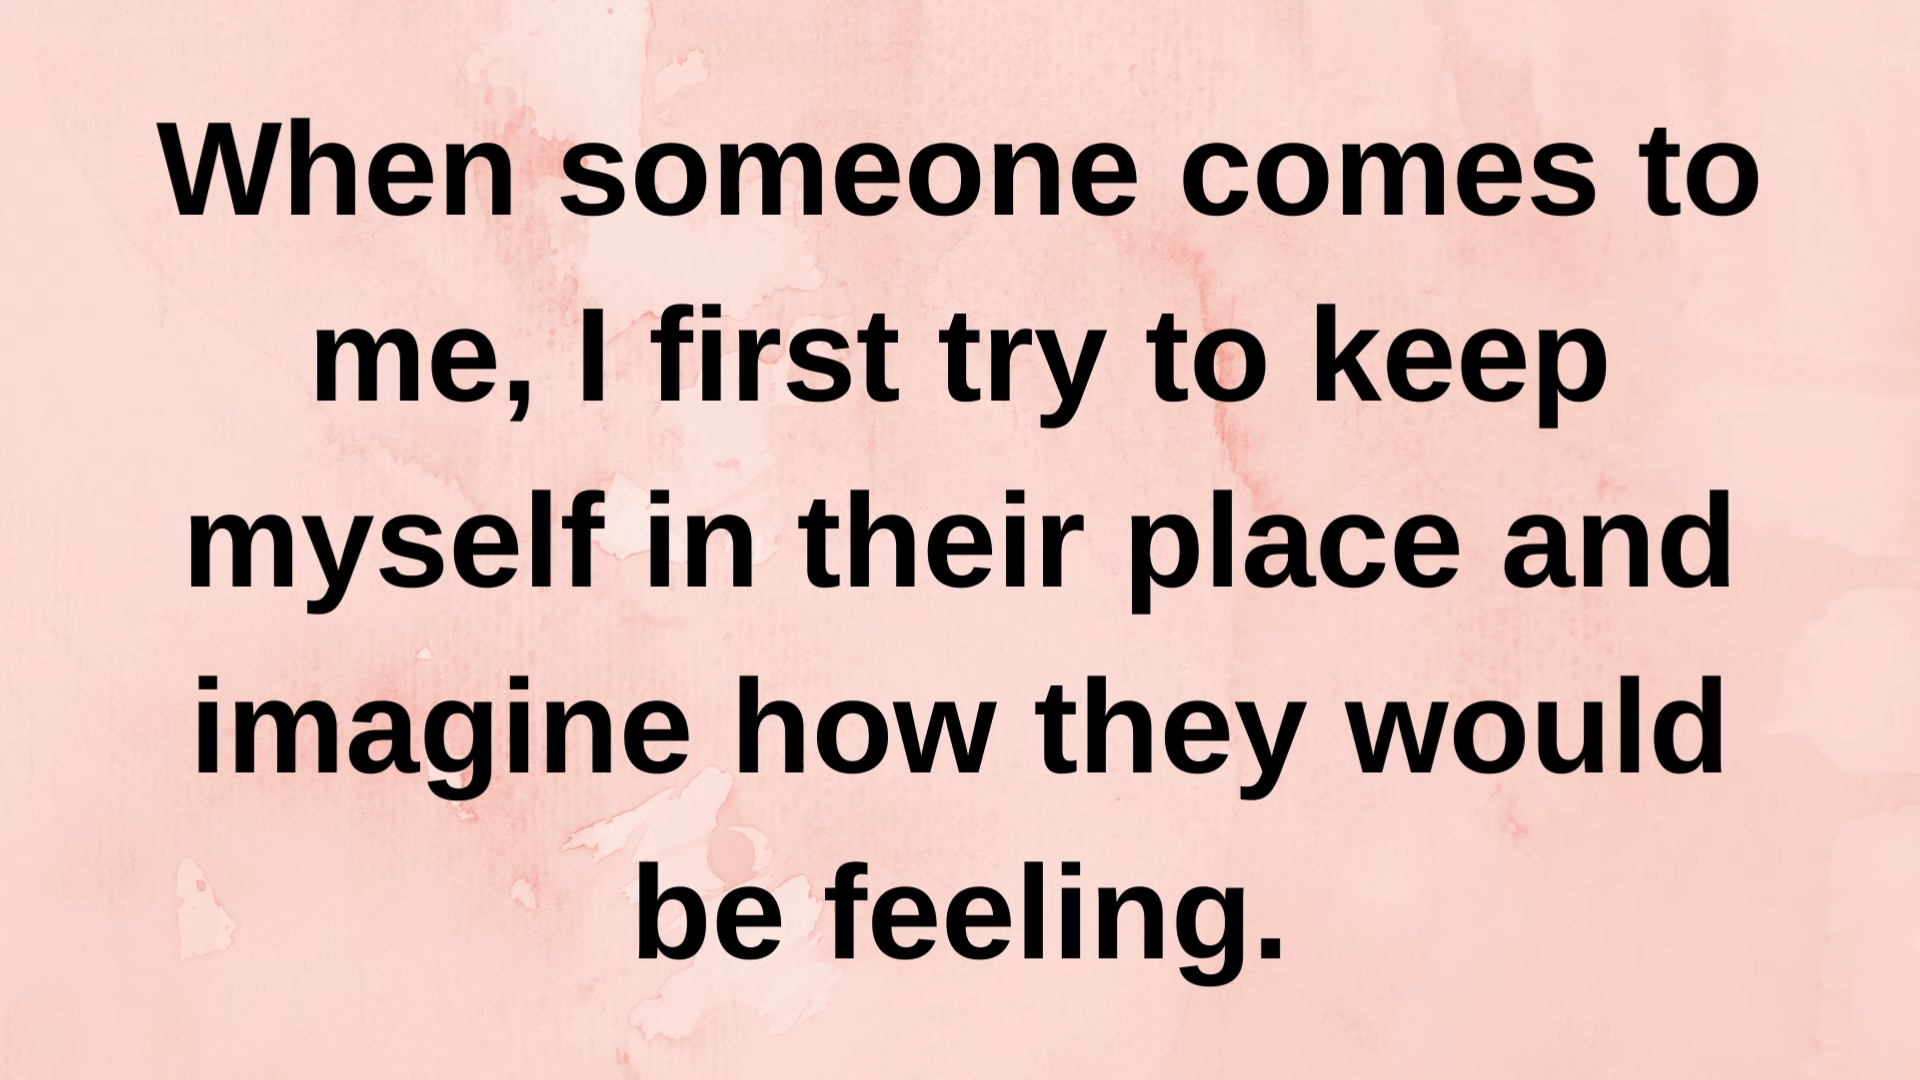 When someone comes to
me, I first try to keep
myself in their place and
imagine how they would
be feeling.